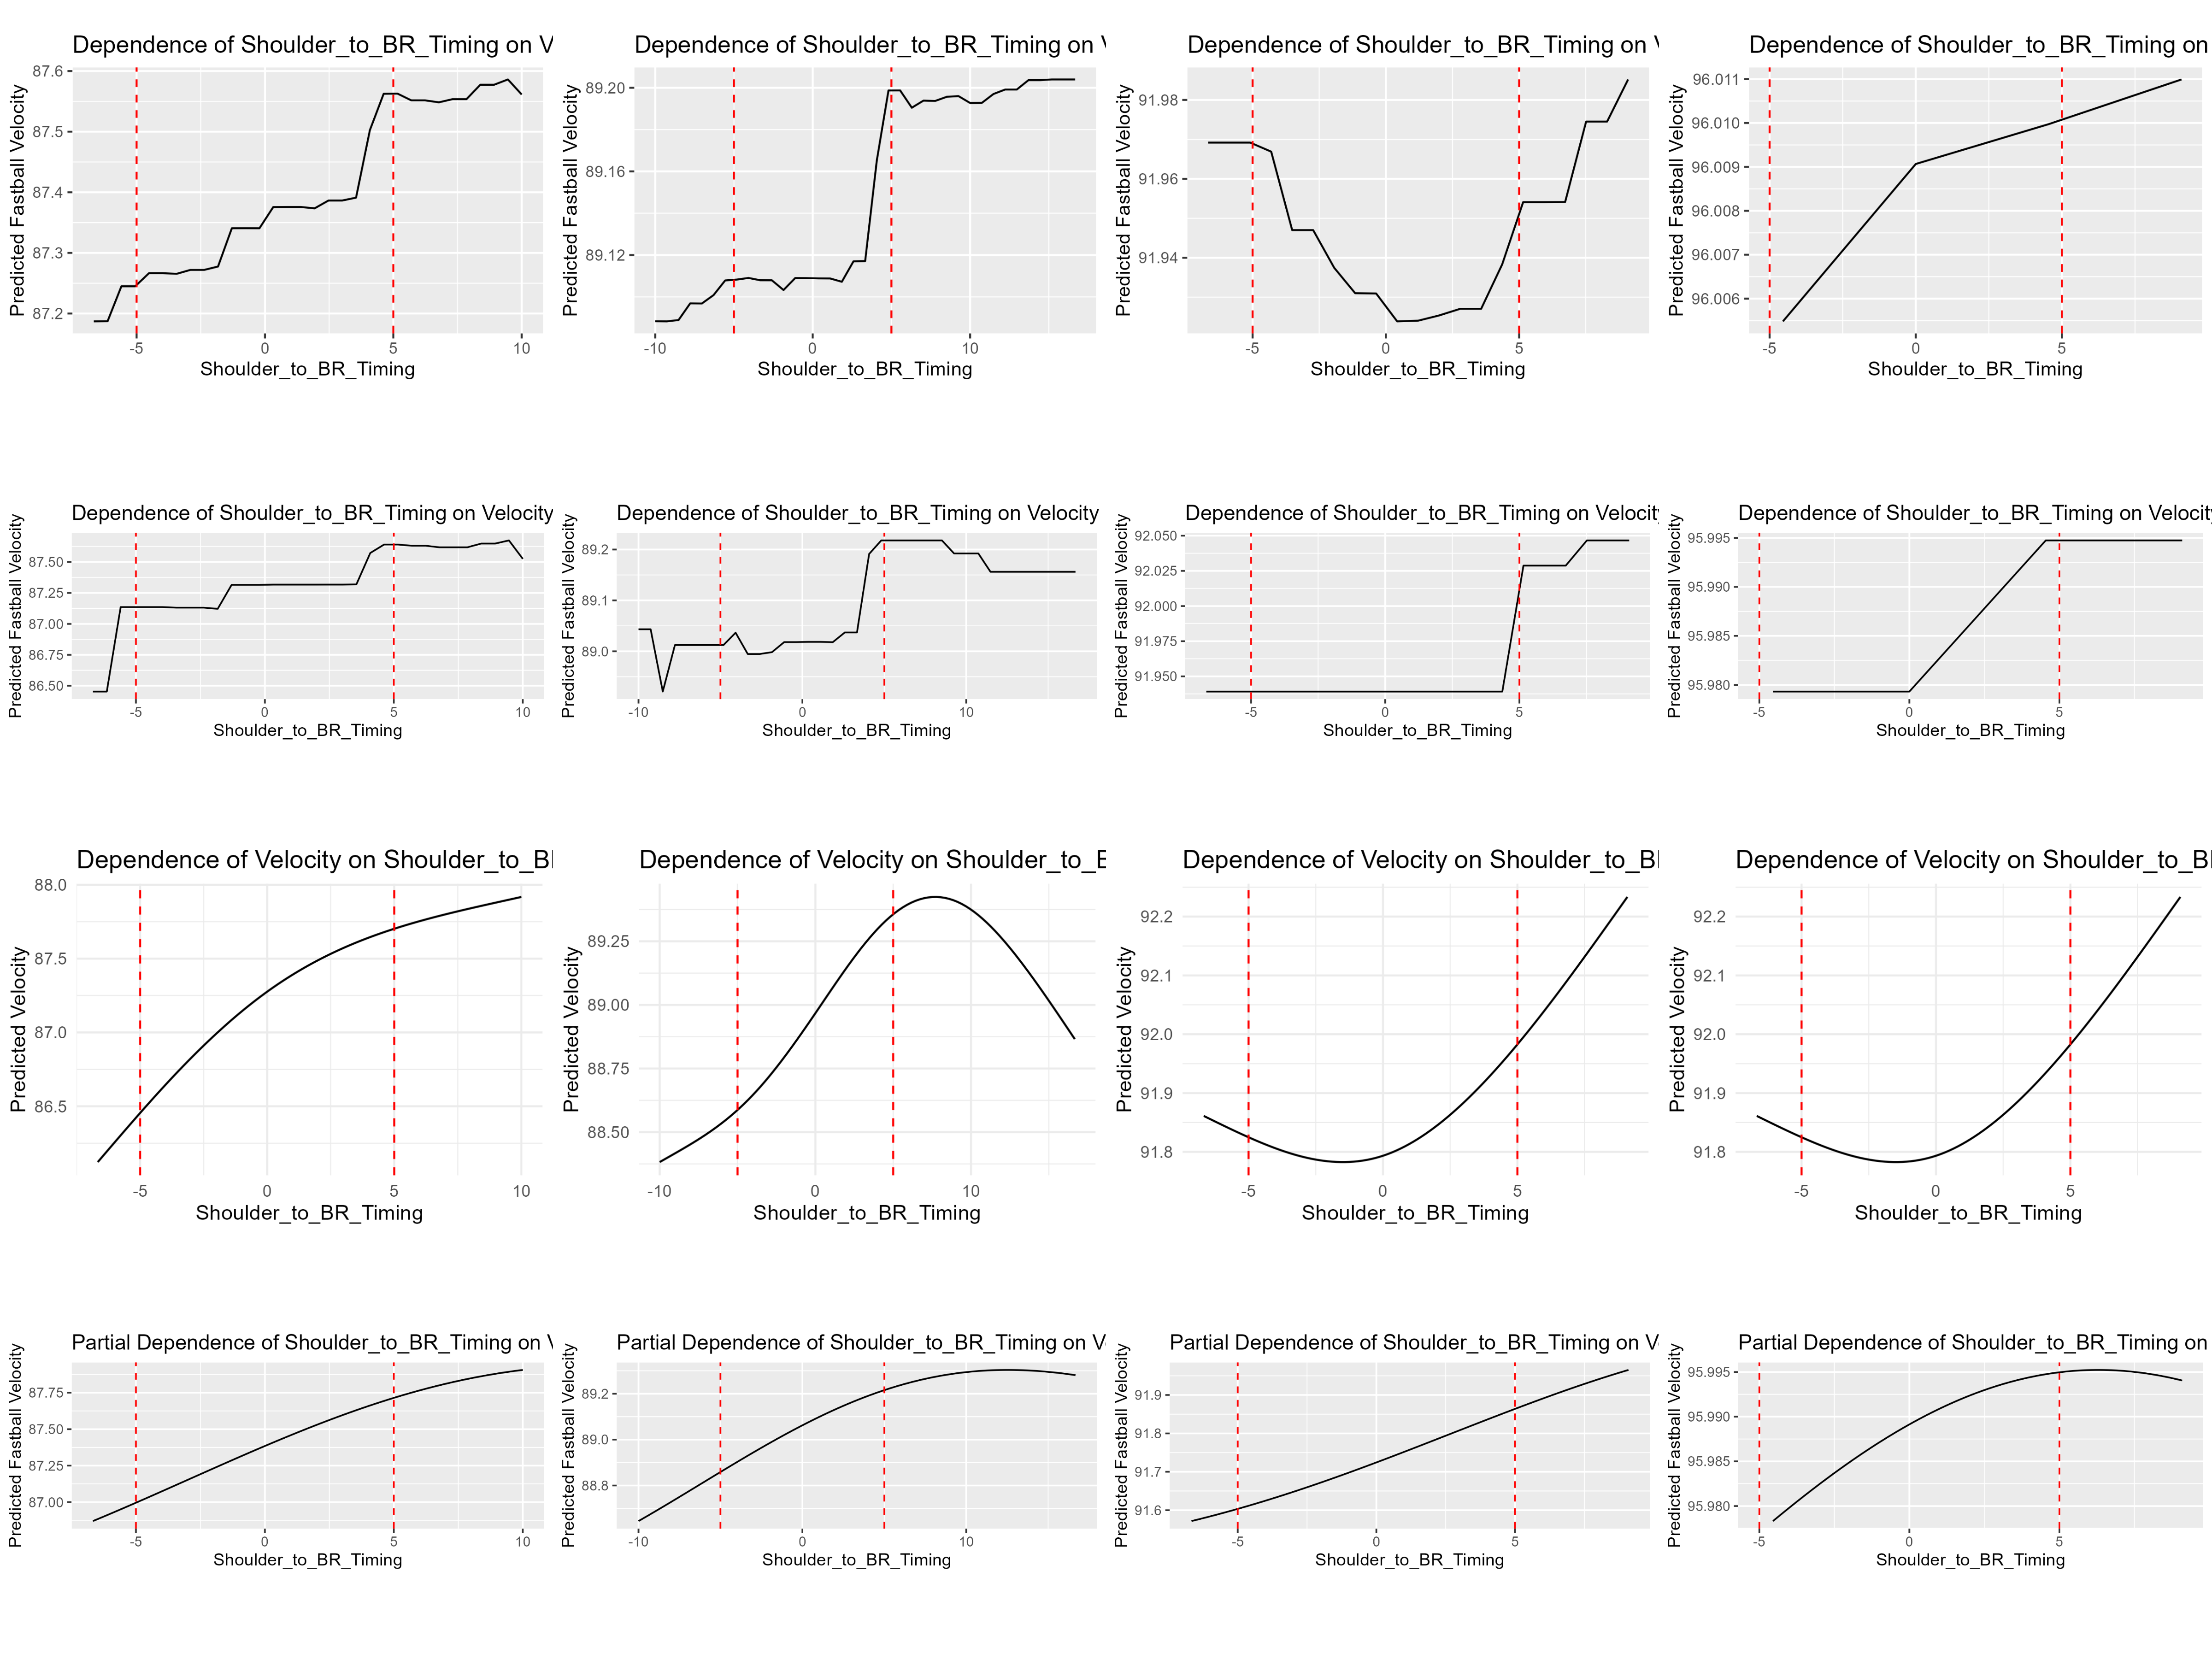 Dependence of Shoulder_to_BR_Timing on V
Predicted Fastball Velocity
87.6
87.5
87.4
87.3
87.2
-5 0 5 10
Shoulder_to_BR_Timing
Dependence of Shoulder_to_BR_Timing on
Predicted Fastball Velocity
89.20
89.16
89.12
-10 0 10
Shoulder_to_BR_Timing
Dependence of Shoulder_to_BR_Timing on
Predicted Fastball Velocity
91.98
91.96
91.94
-5 0 5
Shoulder_to_BR_Timing
Dependence of Shoulder_to_BR_Timing on
Predicted Fastball Velocity
96.011
96.010
96.009
96.008
96.007
96.006
-5 0 5
Shoulder_to_BR_Timing
Dependence of Shoulder_to_BR_Timing on Velocity
Predicted Fastball Velocity
87.50
87.25
87.00
86.75
86.50
-5 0 5 10
Shoulder_to_BR_Timing
Dependence of Shoulder_to_BR_Timing on Velocity
Predicted Fastball Velocity
89.2
89.1
89.0
-10 0 10
Shoulder_to_BR_Timing
Dependence of Shoulder_to_BR_Timing on Velocity
Predicted Fastball Velocity
92.050
92.025
92.000
91.975
91.950
-5 0 5
Shoulder_to_BR_Timing
Dependence of Shoulder_to_BR_Timing on Velocity
Predicted Fastball Velocity
95.995
95.990
95.985
95.980
-5 0 5
Shoulder_to_BR_Timing
Dependence of Velocity on Shoulder_to_B
Predicted Velocity
88.0
87.5
87.0
86.5
-5 0 5 10
Shoulder_to_BR_Timing
Dependence of Velocity on Shoulder_to_B
Predicted Velocity
89.25
89.00
88.75
88.50
-10 0 10
Shoulder_to_BR_Timing
Dependence of Velocity on Shoulder_to_B
Predicted Velocity
92.2
92.1
92.0
91.9
91.8
-5 0 5
Shoulder_to_BR_Timing
Dependence of Velocity on Shoulder_to_B
Predicted Velocity
92.2
92.1
92.0
91.9
91.8
-5 0 5
Shoulder_to_BR_Timing
Partial Dependence of Shoulder_to_BR_Timing on V
Predicted Fastball Velocity
87.75
87.50
87.25
87.00
-5 0 5 10
Shoulder_to_BR_Timing
Partial Dependence of Shoulder_to_BR_Timing on V
Predicted Fastball Velocity
89.2
89.0
88.8
-10 0 10
Shoulder_to_BR_Timing
Partial Dependence of Shoulder_to_BR_Timing on V
Predicted Fastball Velocity
91.9
91.8
91.7
91.6
-5 0 5
Shoulder_to_BR_Timing
Partial Dependence of Shoulder_to_BR_Timing on
Predicted Fastball Velocity
95.995
95.990
95.985
95.980
-5 0 5
Shoulder_to_BR_Timing